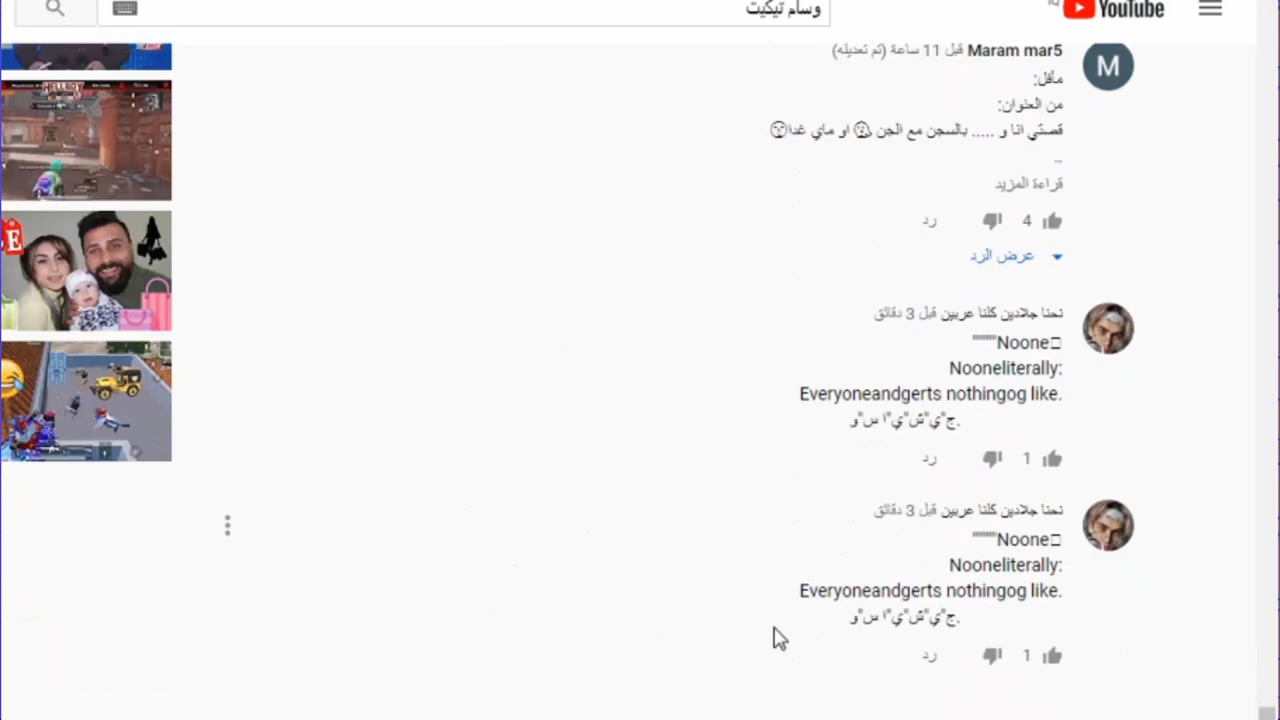 وسام تيكيت
IQ
YouTube
HELLBOY
E
M
Maram mar5 قبل 11 ساعة (تم تعديله)
مأقل:
من العنوان:
قصتي انا و ..... بالسجن مع الجن 😱 او ماي غدا😲
...
قراءة المزيد
4 رد
عرض الرد
نحنا جلادين كلنا عربين قبل 3 دقائق
""""""Noone□
Nooneliterally:
Everyoneandgerts nothingog like.
.ج"ي"ش"ي"ا س"و
1 رد
نحنا جلادين كلنا عربين قبل 3 دقائق
""""""Noone□
Nooneliterally:
Everyoneandgerts nothingog like.
.ج"ي"ش"ي"ا س"و
1 رد